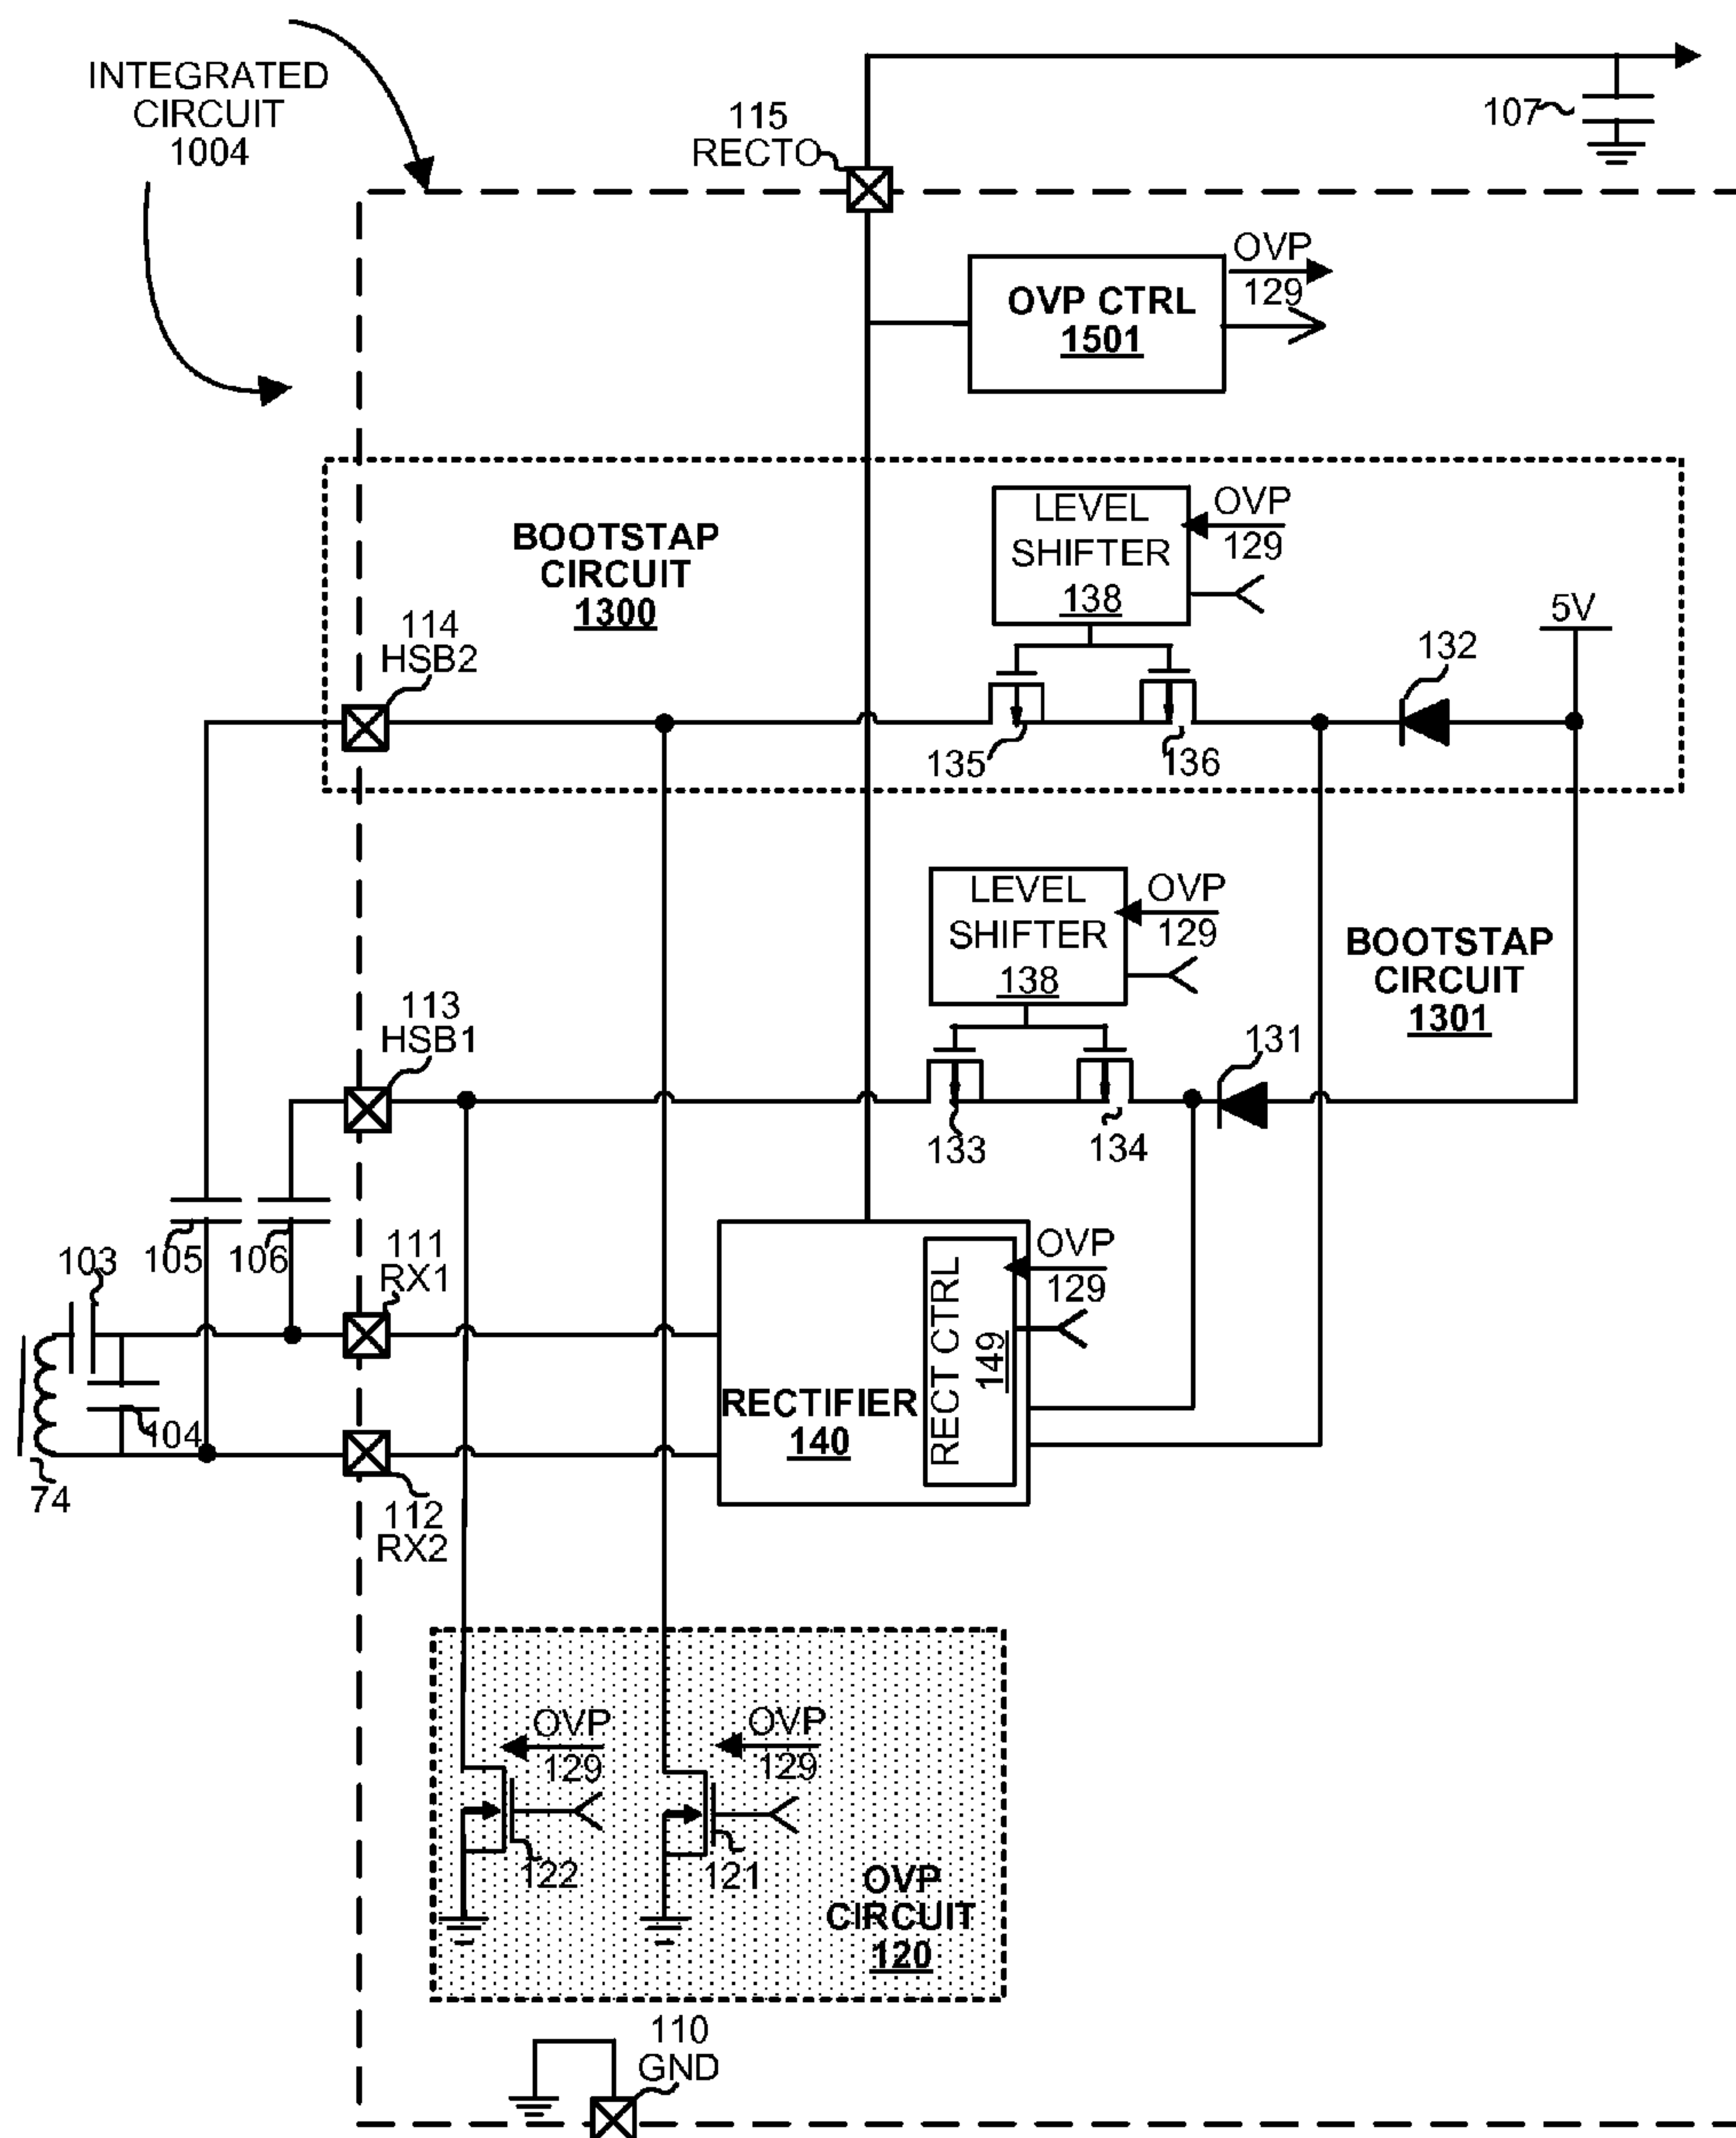 INTEGRATED
CIRCUIT
1004
115
RECTO
107
OVP CTRL
1501
OVP
129
BOOTSTAP
CIRCUIT
1300
LEVEL
SHIFTER
138
OVP
129
5V
114
HSB2
132
135
136
LEVEL
SHIFTER
138
OVP
129
BOOTSTAP
CIRCUIT
1301
113
HSB1
131
133
134
103
105
106
111
RX1
104
74
112
RX2
RECTIFIER
140
RECT CTRL
149
OVP
129
OVP
129
OVP
129
122
121
OVP
CIRCUIT
120
110
GND